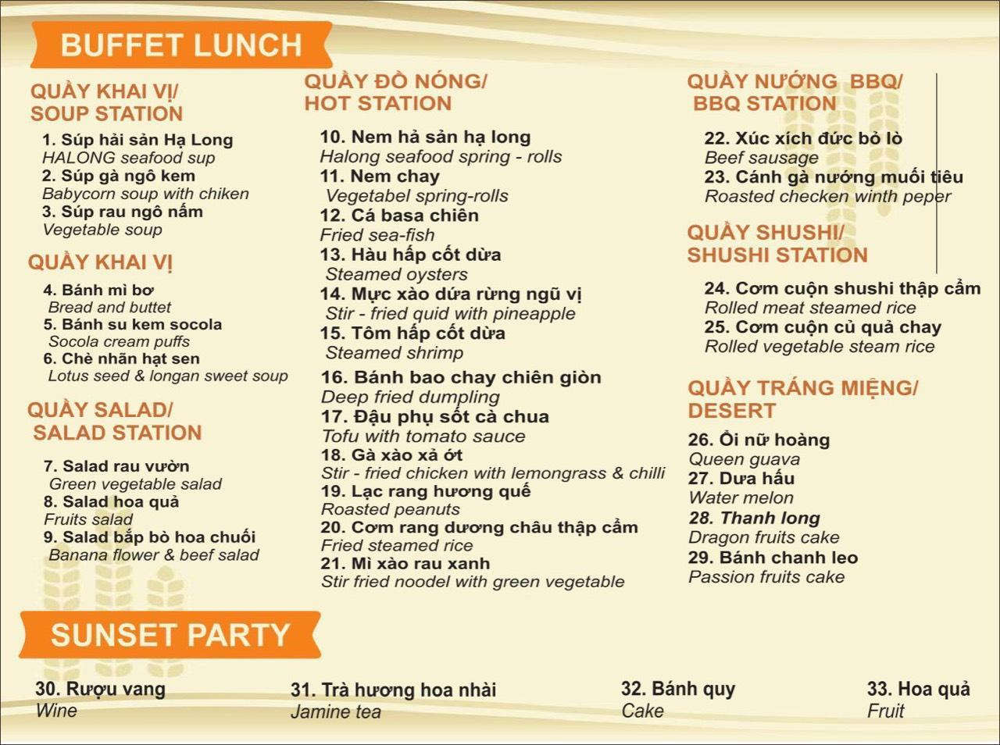 BUFFET LUNCH
QUẦY KHAI VỊ/
SOUP STATION
1. Súp hải sản Hạ Long
HALONG seafood sup
2. Súp gà ngô kem
Babycorn soup with chiken
3. Súp rau ngô nấm
Vegetable soup
QUẦY KHAI VỊ
4. Bánh mì bơ
Bread and buttet
5. Bánh su kem socola
Socola cream puffs
6. Chè nhãn hạt sen
Lotus seed & longan sweet soup
QUẦY SALAD/
SALAD STATION
7. Salad rau vườn
Green vegetable salad
8. Salad hoa quả
Fruits salad
9. Salad bắp bò hoa chuối
Banana flower & beef salad
QUẦY ĐỒ NÓNG/
HOT STATION
10. Nem hả sản hạ long
Halong seafood spring - rolls
11. Nem chay
Vegetabel spring-rolls
12. Cá basa chiên
Fried sea-fish
13. Hàu hấp cốt dừa
Steamed oysters
14. Mực xào dứa rừng ngũ vị
Stir - fried quid with pineapple
15. Tôm hấp cốt dừa
Steamed shrimp
16. Bánh bao chay chiên giòn
Deep fried dumpling
17. Đậu phụ sốt cà chua
Tofu with tomato sauce
18. Gà xào xả ớt
Stir - fried chicken with lemongrass & chilli
19. Lạc rang hương quế
Roasted peanuts
20. Cơm rang dương châu thập cẩm
Fried steamed rice
21. Mì xào rau xanh
Stir fried noodel with green vegetable
QUẦY NƯỚNG BBQ/
BBQ STATION
22. Xúc xích đức bỏ lò
Beef sausage
23. Cánh gà nướng muối tiêu
Roasted checken winth peper
QUẦY SHUSHI/
SHUSHI STATION
24. Cơm cuộn shushi thập cẩm
Rolled meat steamed rice
25. Cơm cuộn củ quả chay
Rolled vegetable steam rice
QUẦY TRÁNG MIỆNG/
DESERT
26. Ổi nữ hoàng
Queen guava
27. Dưa hấu
Water melon
28. Thanh long
Dragon fruits cake
29. Bánh chanh leo
Passion fruits cake
SUNSET PARTY
30. Rượu vang
Wine
31. Trà hương hoa nhài
Jamine tea
32. Bánh quy
Cake
33. Hoa quả
Fruit